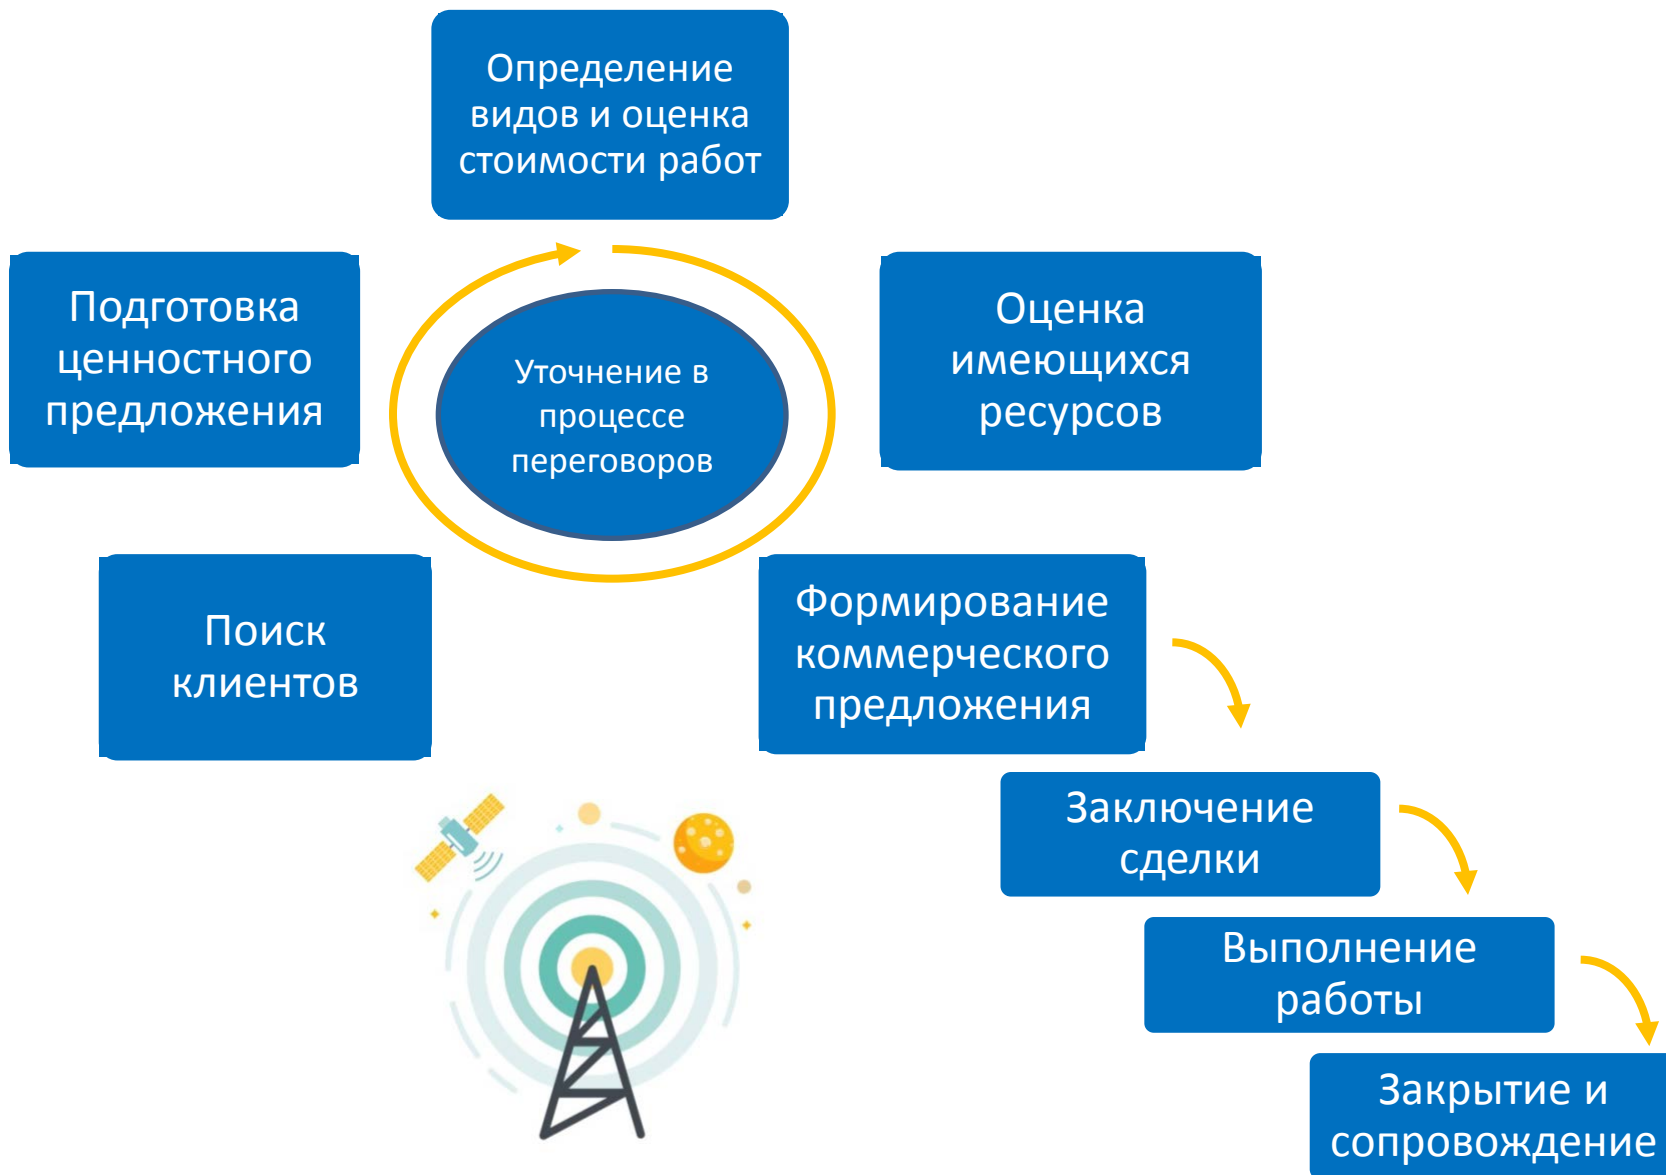 Определение
видов и оценка
стоимости работ
Подготовка
ценностного
предложения
Уточнение в
процессе
переговоров
Оценка
имеющихся
ресурсов
Поиск
клиентов
Формирование
коммерческого
предложения
Заключение
сделки
Выполнение
работы
Закрытие и
сопровождение